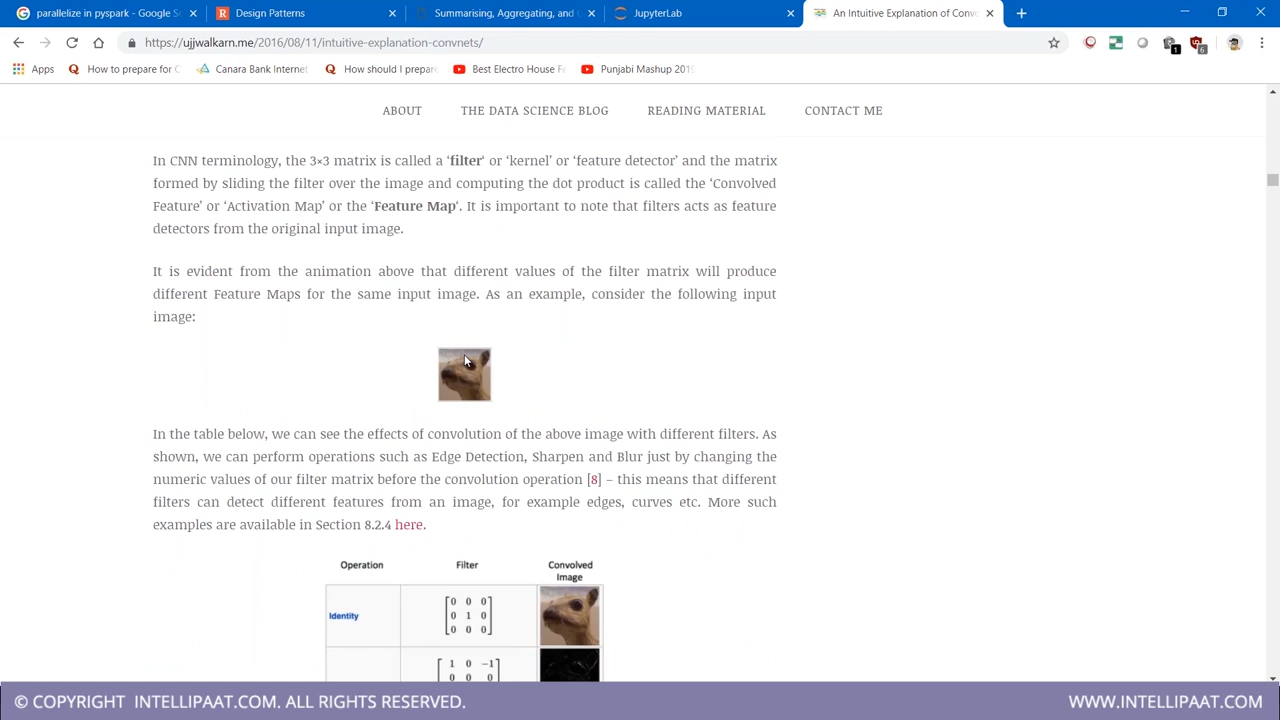 parallelize in pyspark - Google Se
Design Patterns
Summarising, Aggregating, and
JupyterLab
An Intuitive Explanation of Conv
https://ujjwalkarn.me/2016/08/11/intuitive-explanation-convnets/
1
6
Apps
How to prepare for
Canara Bank Internet
How should I prepare
Best Electro House F
Punjabi Mashup 2019
ABOUT
THE DATA SCIENCE BLOG
READING MATERIAL
CONTACT ME
In CNN terminology, the 3×3 matrix is called a ‘filter‘ or ‘kernel’ or ‘feature detector’ and the matrix
formed by sliding the filter over the image and computing the dot product is called the ‘Convolved
Feature’ or ‘Activation Map’ or the ‘Feature Map‘. It is important to note that filters acts as feature
detectors from the original input image.
It is evident from the animation above that different values of the filter matrix will produce
different Feature Maps for the same input image. As an example, consider the following input
image:
In the table below, we can see the effects of convolution of the above image with different filters. As
shown, we can perform operations such as Edge Detection, Sharpen and Blur just by changing the
numeric values of our filter matrix before the convolution operation [8] – this means that different
filters can detect different features from an image, for example edges, curves etc. More such
examples are available in Section 8.2.4 here.
Operation
Filter
Convolved
Image
Identity
0 0 0
0 1 0
0 0 0
1 0 −1
0 0 0
© COPYRIGHT INTELLIPAAT.COM. ALL RIGHTS RESERVED.
WWW.INTELLIPAAT.COM